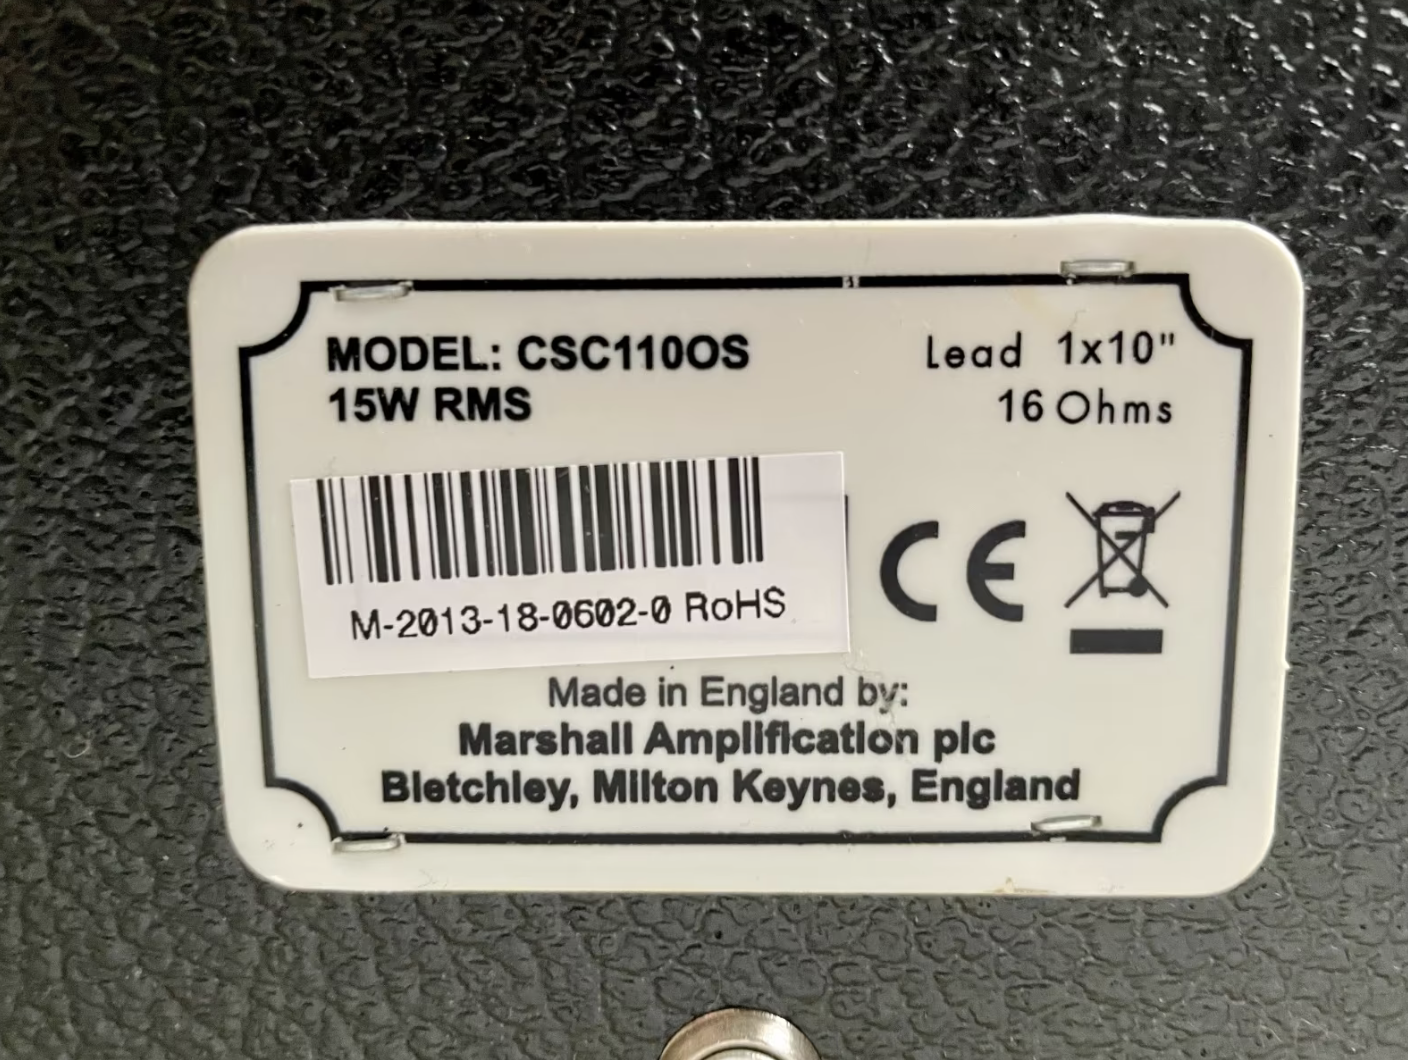 MODEL: CSC110OS
15W RMS
Lead 1x10"
16 Ohms
M-2013-18-0602-0 RoHS
CE
Made in England by:
Marshall Amplification plc
Bletchley, Milton Keynes, England